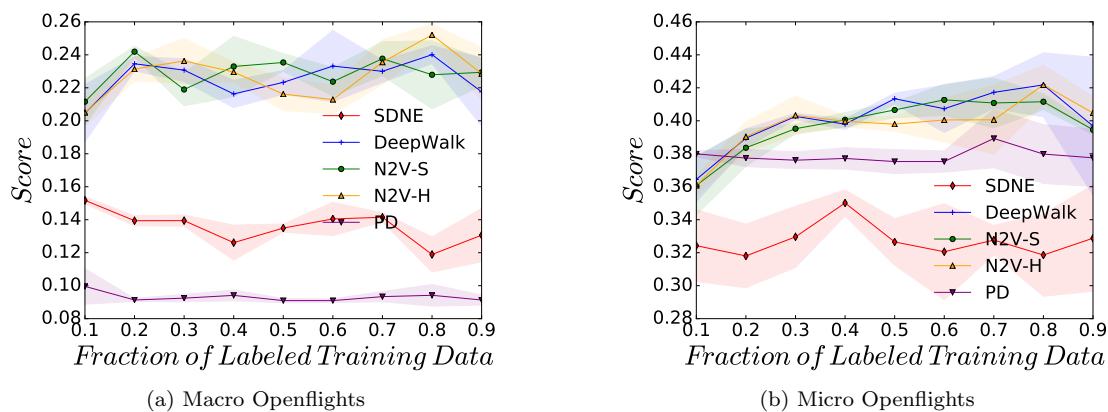 0.26
0.24
0.22
0.20
0.18
0.16
0.14
0.12
0.10
0.08
Score
0.1 0.2 0.3 0.4 0.5 0.6 0.7 0.8 0.9
Fraction of Labeled Training Data
SDNE
DeepWalk
N2V-S
N2V-H
PD
(a) Macro Openflights
0.46
0.44
0.42
0.40
0.38
0.36
0.34
0.32
0.30
0.28
Score
0.1 0.2 0.3 0.4 0.5 0.6 0.7 0.8 0.9
Fraction of Labeled Training Data
SDNE
DeepWalk
N2V-S
N2V-H
PD
(b) Micro Openflights